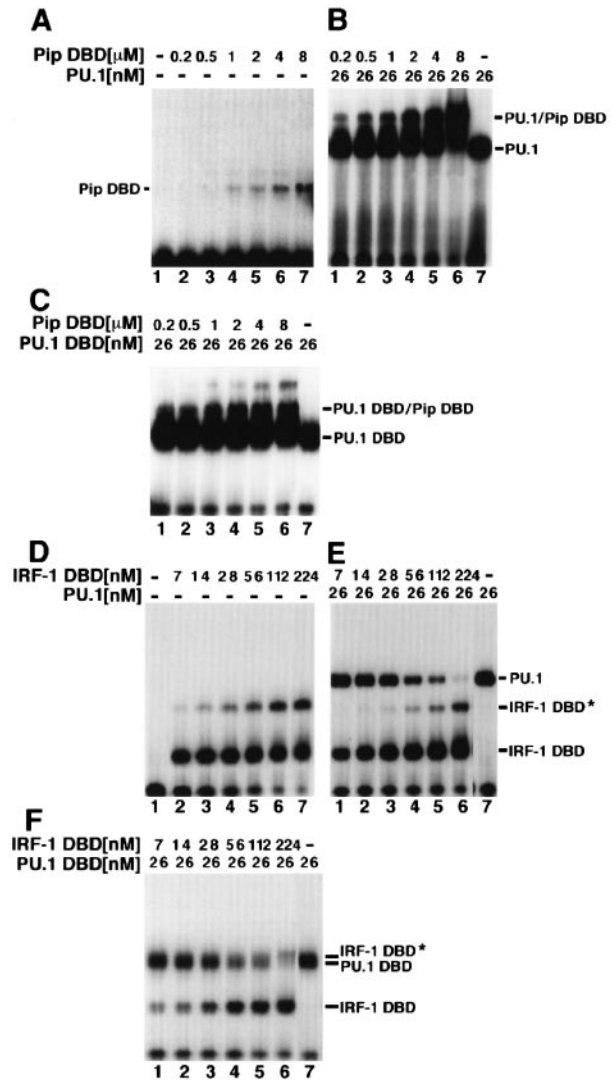 A
Pip DBD[μM] - 0.2 0.5 1 2 4 8
PU.1[nM] - - - - - - -
Pip DBD -
1 2 3 4 5 6 7
B
0.2 0.5 1 2 4 8 -
26 26 26 26 26 26 26
-PU.1/Pip DBD
-PU.1
1 2 3 4 5 6 7
C
Pip DBD[μM] 0.2 0.5 1 2 4 8 -
PU.1 DBD[nM] 26 26 26 26 26 26 26
-PU.1 DBD/Pip DBD
-PU.1 DBD
1 2 3 4 5 6 7
D
IRF-1 DBD[nM] - 7 14 28 56 112 224
PU.1[nM] - - - - - - -
1 2 3 4 5 6 7
E
7 14 28 56 112 224 -
26 26 26 26 26 26 26
-PU.1
-IRF-1 DBD*
-IRF-1 DBD
1 2 3 4 5 6 7
F
IRF-1 DBD[nM] 7 14 28 56 112 224 -
PU.1 DBD[nM] 26 26 26 26 26 26 26
IRF-1 DBD*
PU.1 DBD
-IRF-1 DBD
1 2 3 4 5 6 7